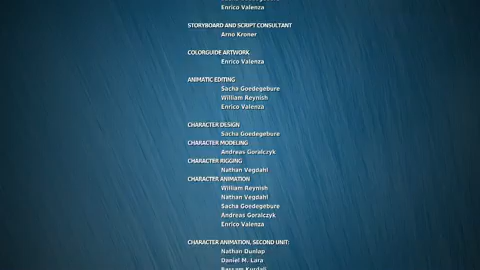 Enrico Valenza
STORYBOARD AND SCRIPT CONSULTANT
Arno Kroner
COLORGUIDE ARTWORK
Enrico Valenza
ANIMATIC EDITING
Sacha Goedegebure
William Reynish
Enrico Valenza
CHARACTER DESIGN
Sacha Goedegebure
CHARACTER MODELING
Andreas Goralczyk
CHARACTER RIGGING
Nathan Vegdahl
CHARACTER ANIMATION
William Reynish
Nathan Vegdahl
Sacha Goedegebure
Andreas Goralczyk
Enrico Valenza
CHARACTER ANIMATION, SECOND UNIT:
Nathan Dunlap
Daniel M. Lara